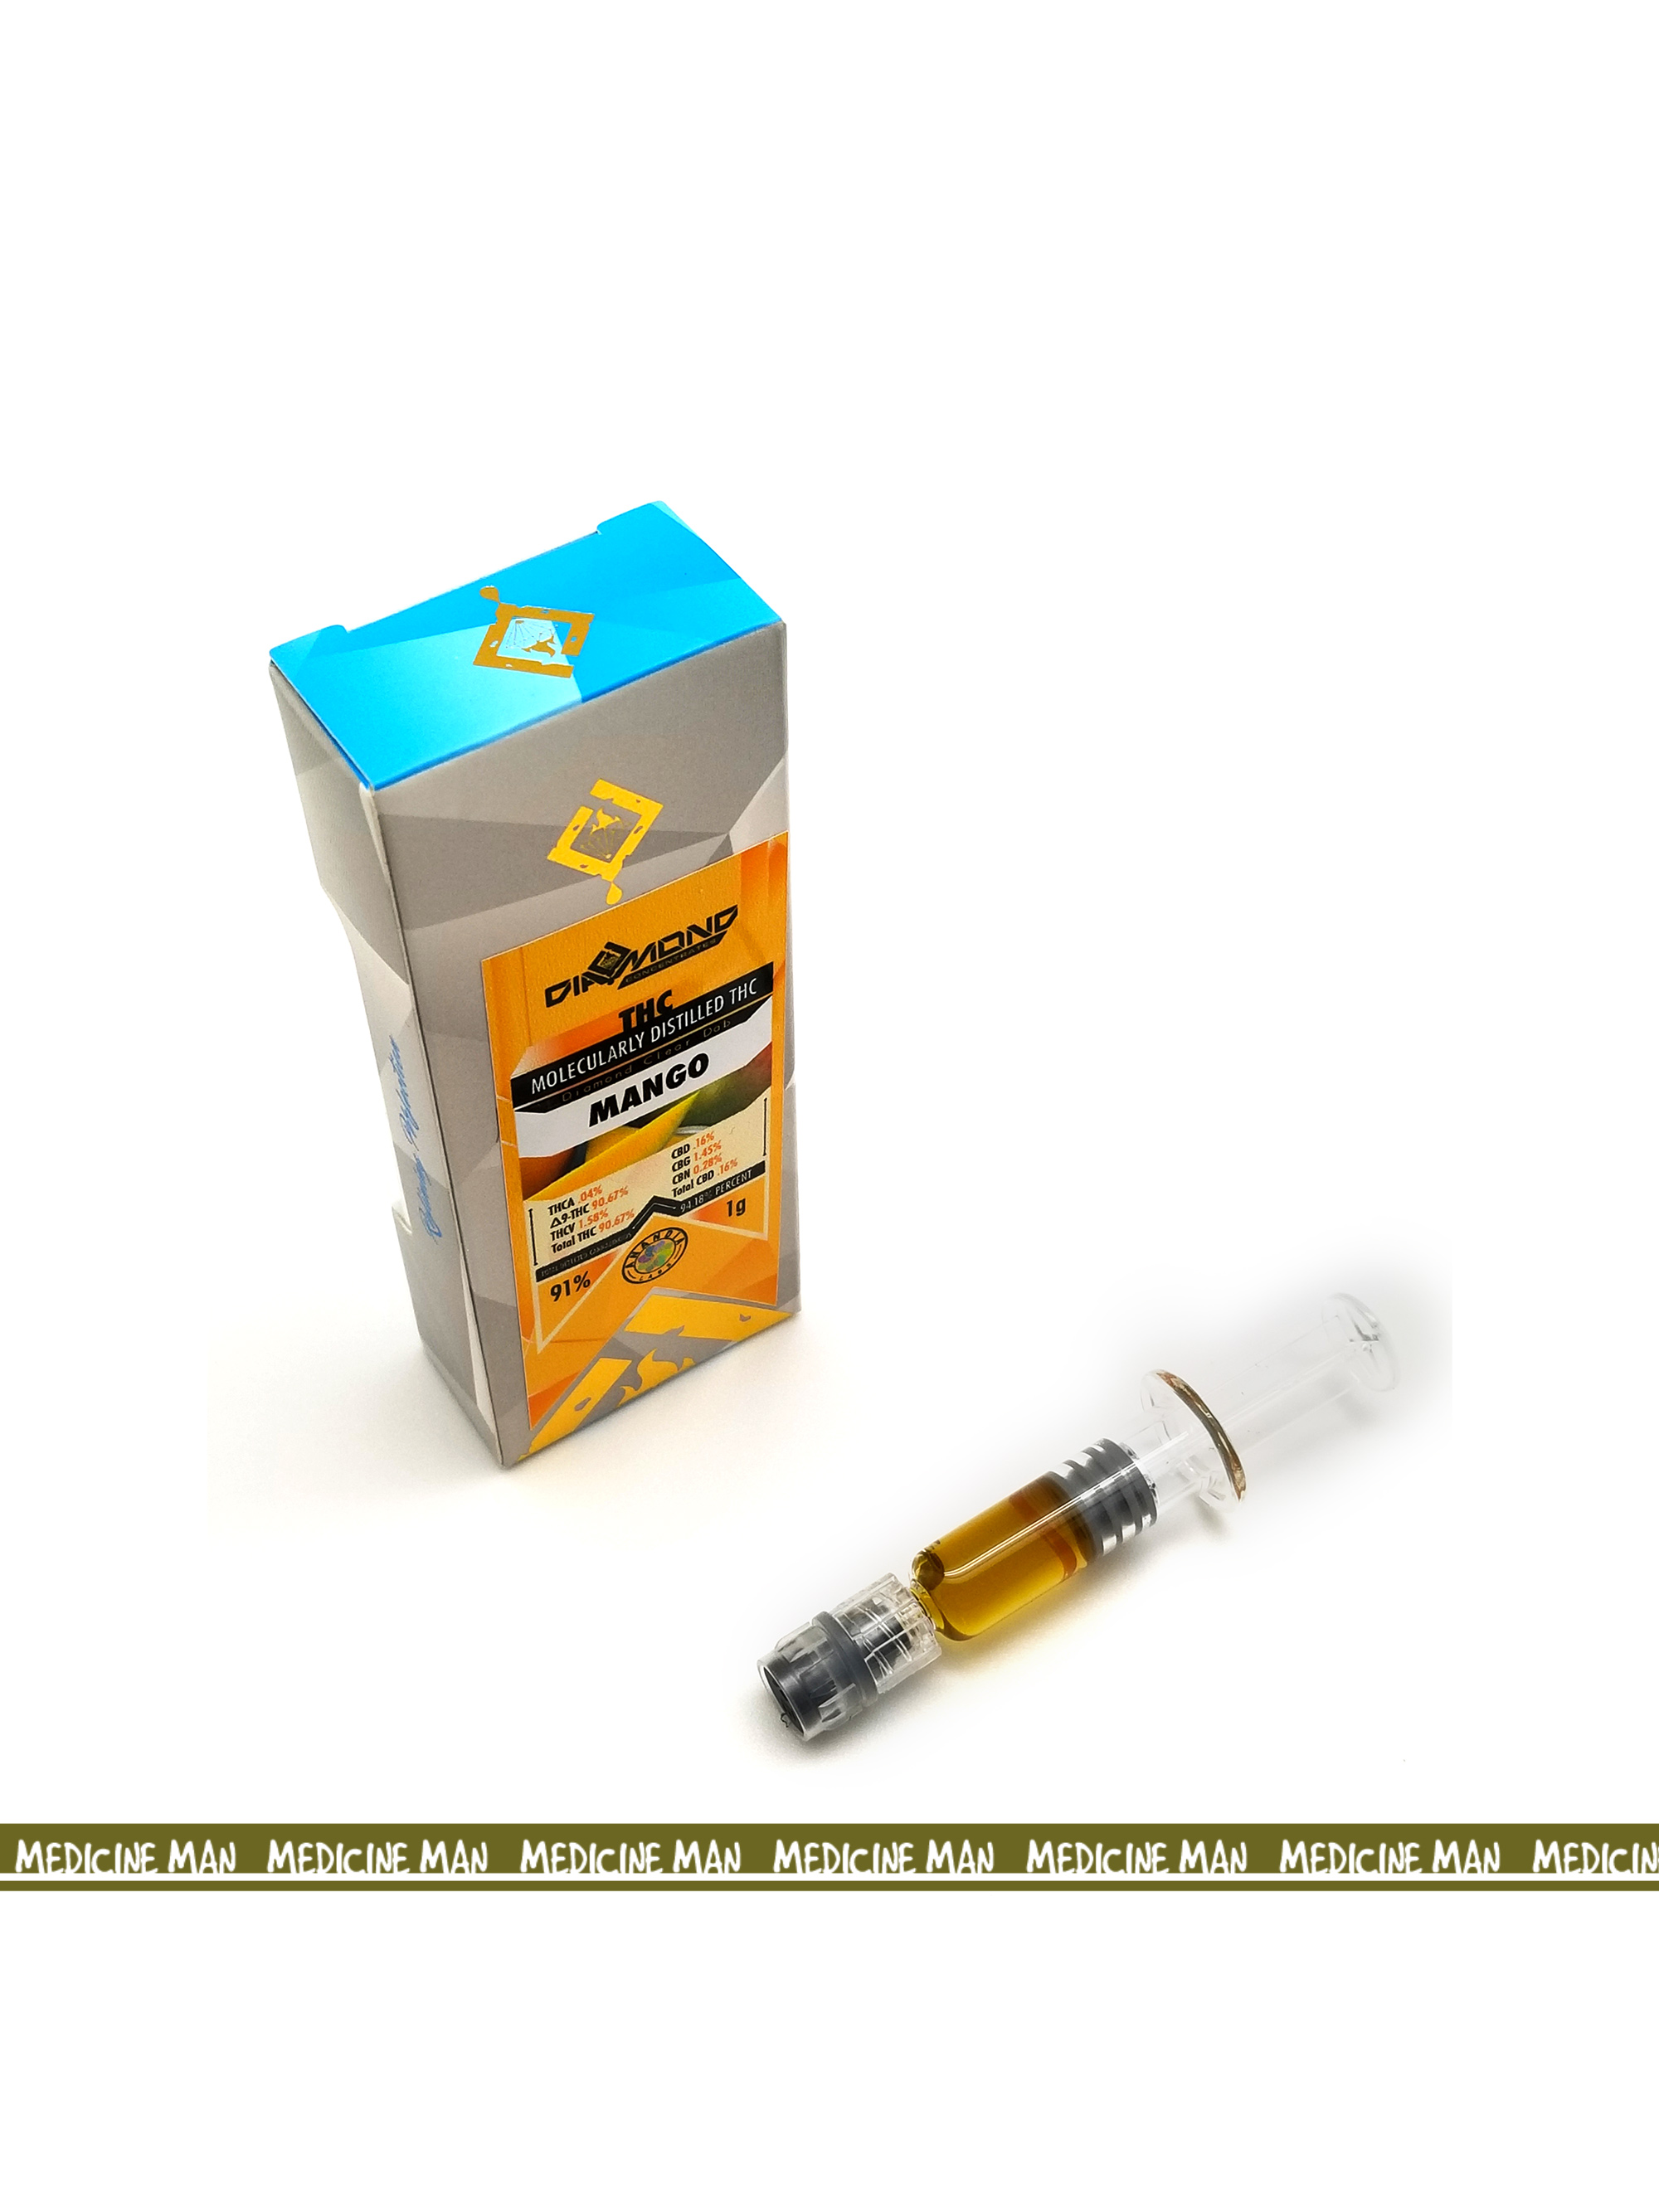 DIAMOND
CONCENTRATES
THC
MOLECULARLY DISTILLED THC
Diamond Clear Dab
MANGO
THCA .04%
Δ9-THC 90.67%
THCV 1.58%
Total THC 90.67%
CBD .16%
CBG 1.45%
CBN 0.28%
Total CBD .16%
94.18% PERCENT
91%
1g
LABS
MEDICINE MAN MEDICINE MAN MEDICINE MAN MEDICINE MAN MEDICINE MAN MEDICINE MAN MEDICIN